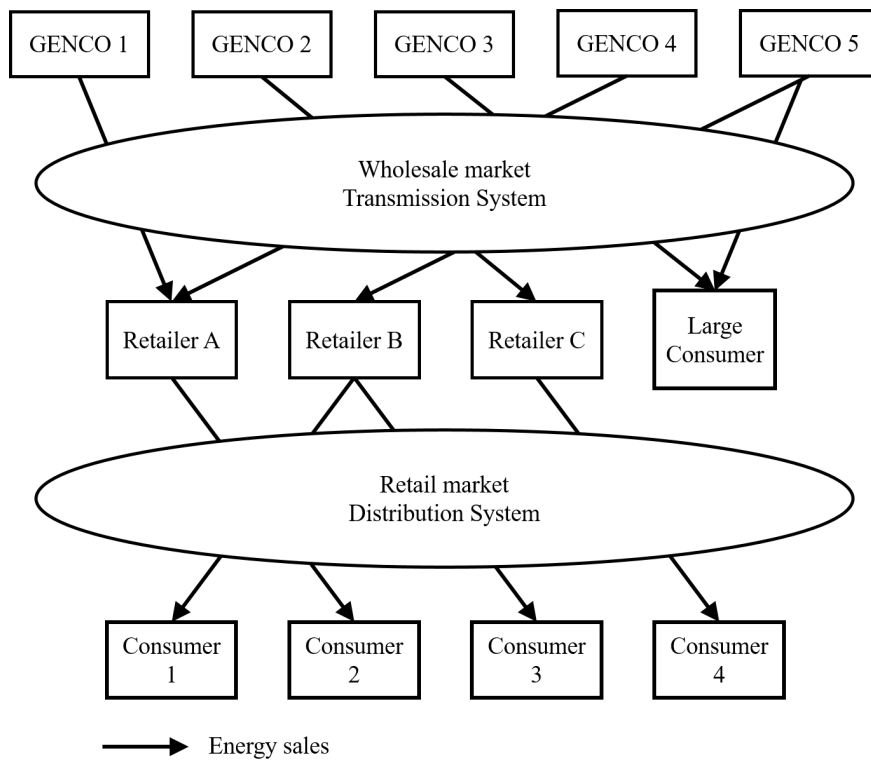 GENCO 1
GENCO 2
GENCO 3
GENCO 4
GENCO 5
Wholesale market
Transmission System
Retailer A
Retailer B
Retailer C
Large
Consumer
Retail market
Distribution System
Consumer
1
Consumer
2
Consumer
3
Consumer
4
Energy sales